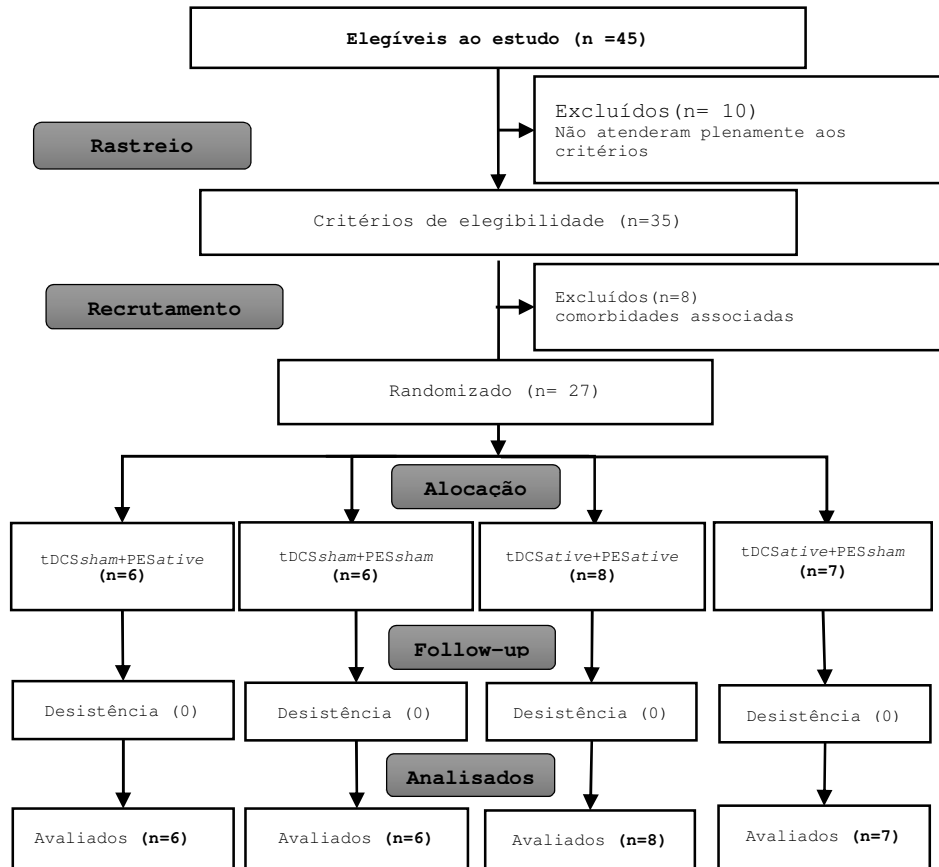 Elegíveis ao estudo (n =45)
Excluídos(n= 10)
Não atenderam plenamente aos
critérios
Rastreio
Critérios de elegibilidade (n=35)
Recrutamento
Excluídos(n=8)
comorbidades associadas
Randomizado (n= 27)
Alocação
tDCSsham+PESative
(n=6)
tDCSsham+PESsham
(n=6)
tDCSative+PESative
(n=8)
tDCSative+PESsham
(n=7)
Follow-up
Desistência (0)
Desistência (0)
Desistência (0)
Desistência (0)
Analisados
Avaliados (n=6)
Avaliados (n=6)
Avaliados (n=8)
Avaliados (n=7)